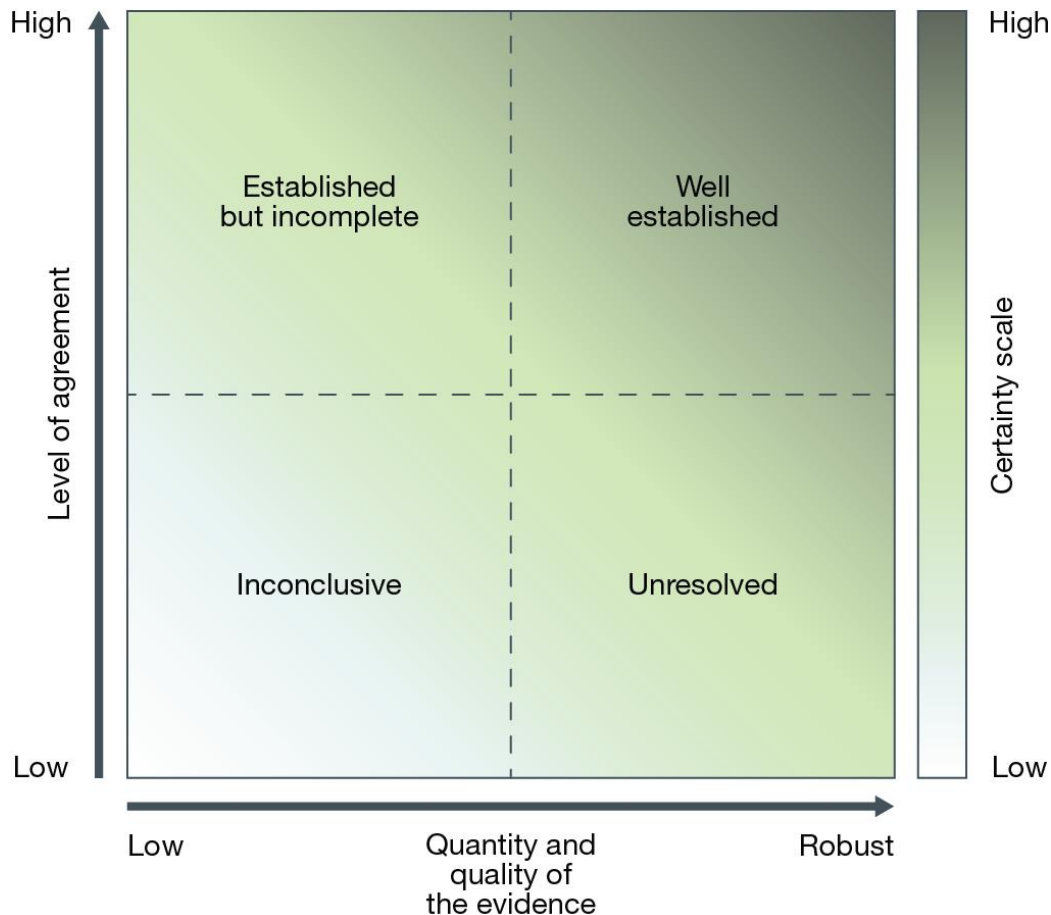 High
High
Established
but incomplete
Well
established
Level of agreement
Certainty scale
Inconclusive
Unresolved
Low
Low
Low
Quantity and
quality of
the evidence
Robust